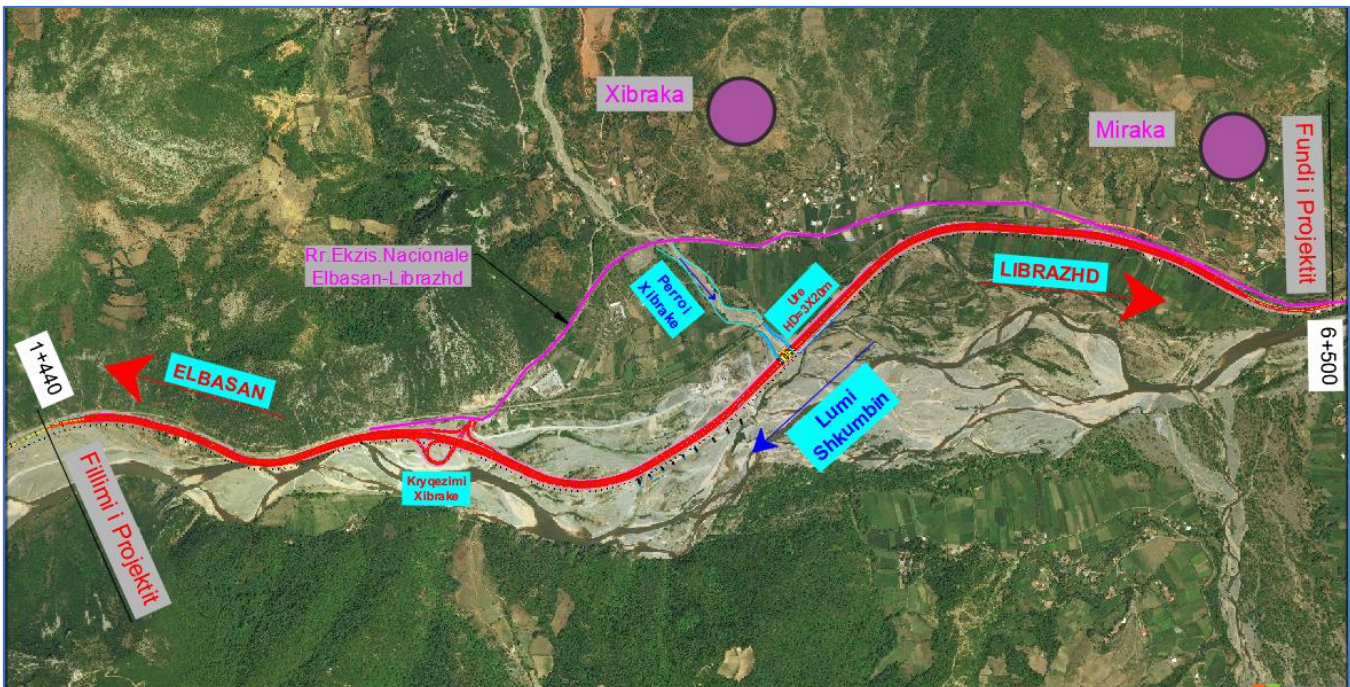 Xibraka
Miraka
Fundi i Projektit
Rr.Ekzis.Nacionale
Elbasan-Librazhd
Perroi
Xibrake
Ure
HD=3X20m
LIBRAZHD
6+500
1+440
ELBASAN
Lumi
Shkumbin
Kryqezimi
Xibrake
Fillimi i Projektit